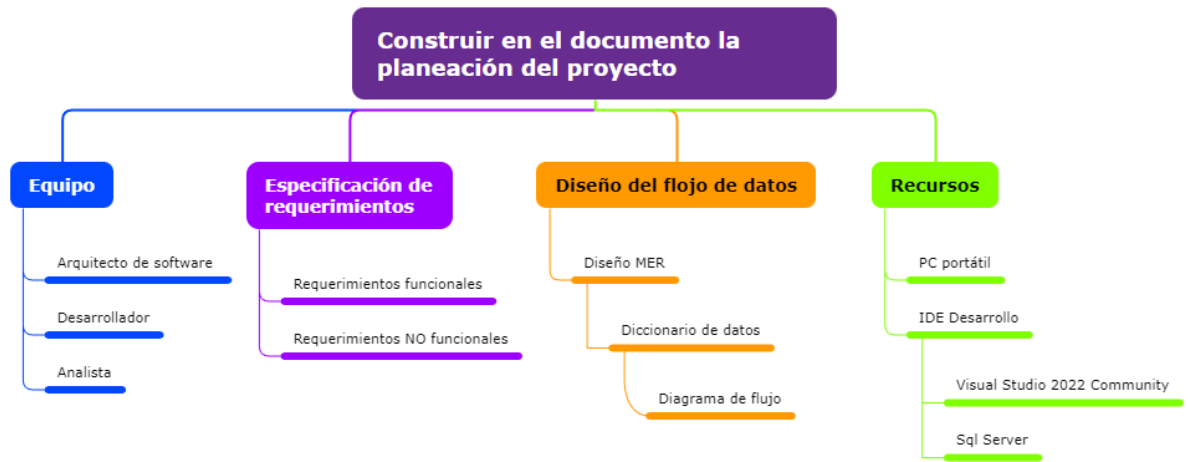 Construir en el documento la
planeación del proyecto
Equipo
Arquitecto de software
Desarrollador
Analista
Especificación de
requerimientos
Requerimientos funcionales
Requerimientos NO funcionales
Diseño del flojo de datos
Diseño MER
Diccionario de datos
Diagrama de flujo
Recursos
PC portátil
IDE Desarrollo
Visual Studio 2022 Community
Sql Server